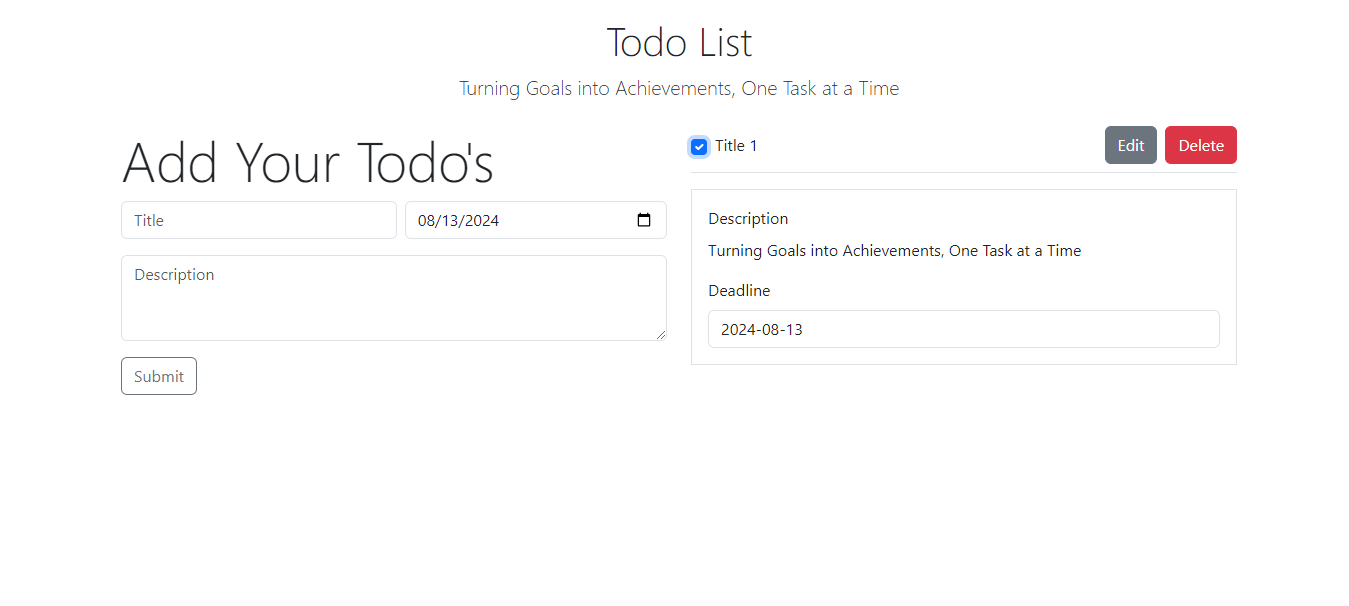 Todo List
Turning Goals into Achievements, One Task at a Time
Add Your Todo's
Title
08/13/2024
Description
Submit
Title 1
Edit
Delete
Description
Turning Goals into Achievements, One Task at a Time
Deadline
2024-08-13